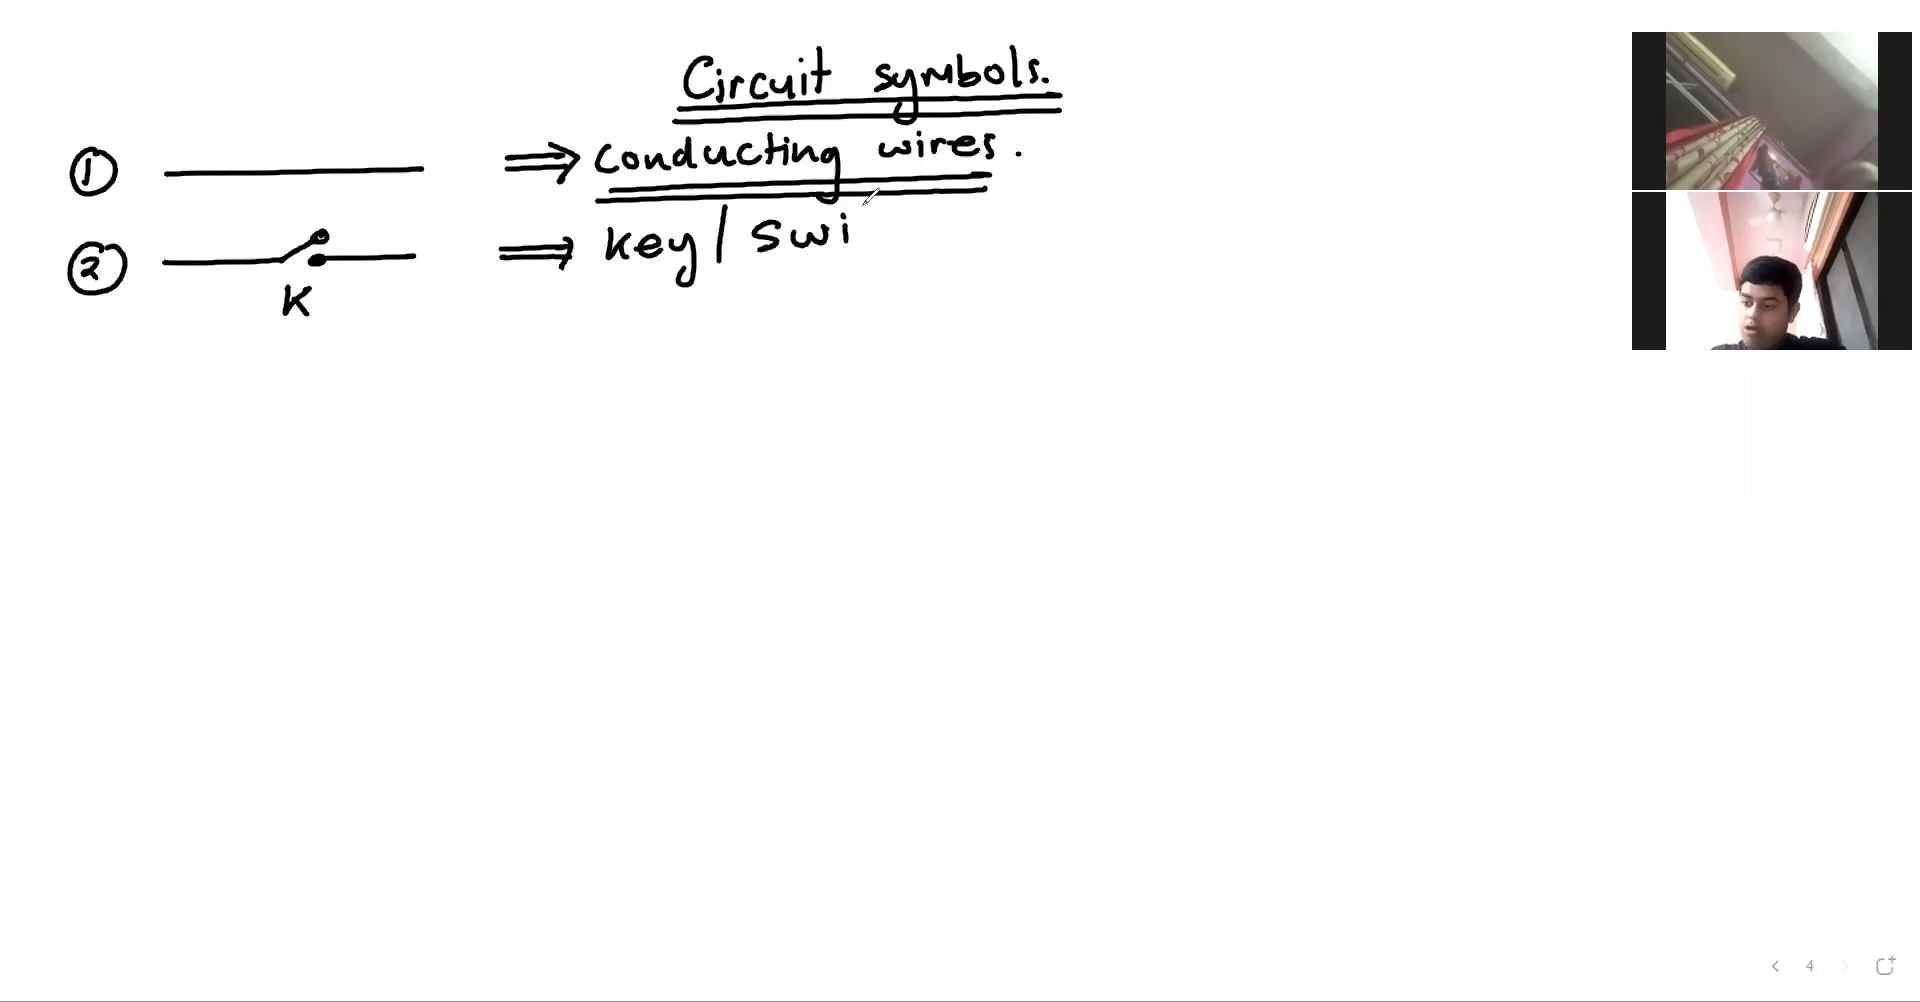 Circuit symbols.
① ⇒ conducting wires.
② ⇒ key / swi
K
4